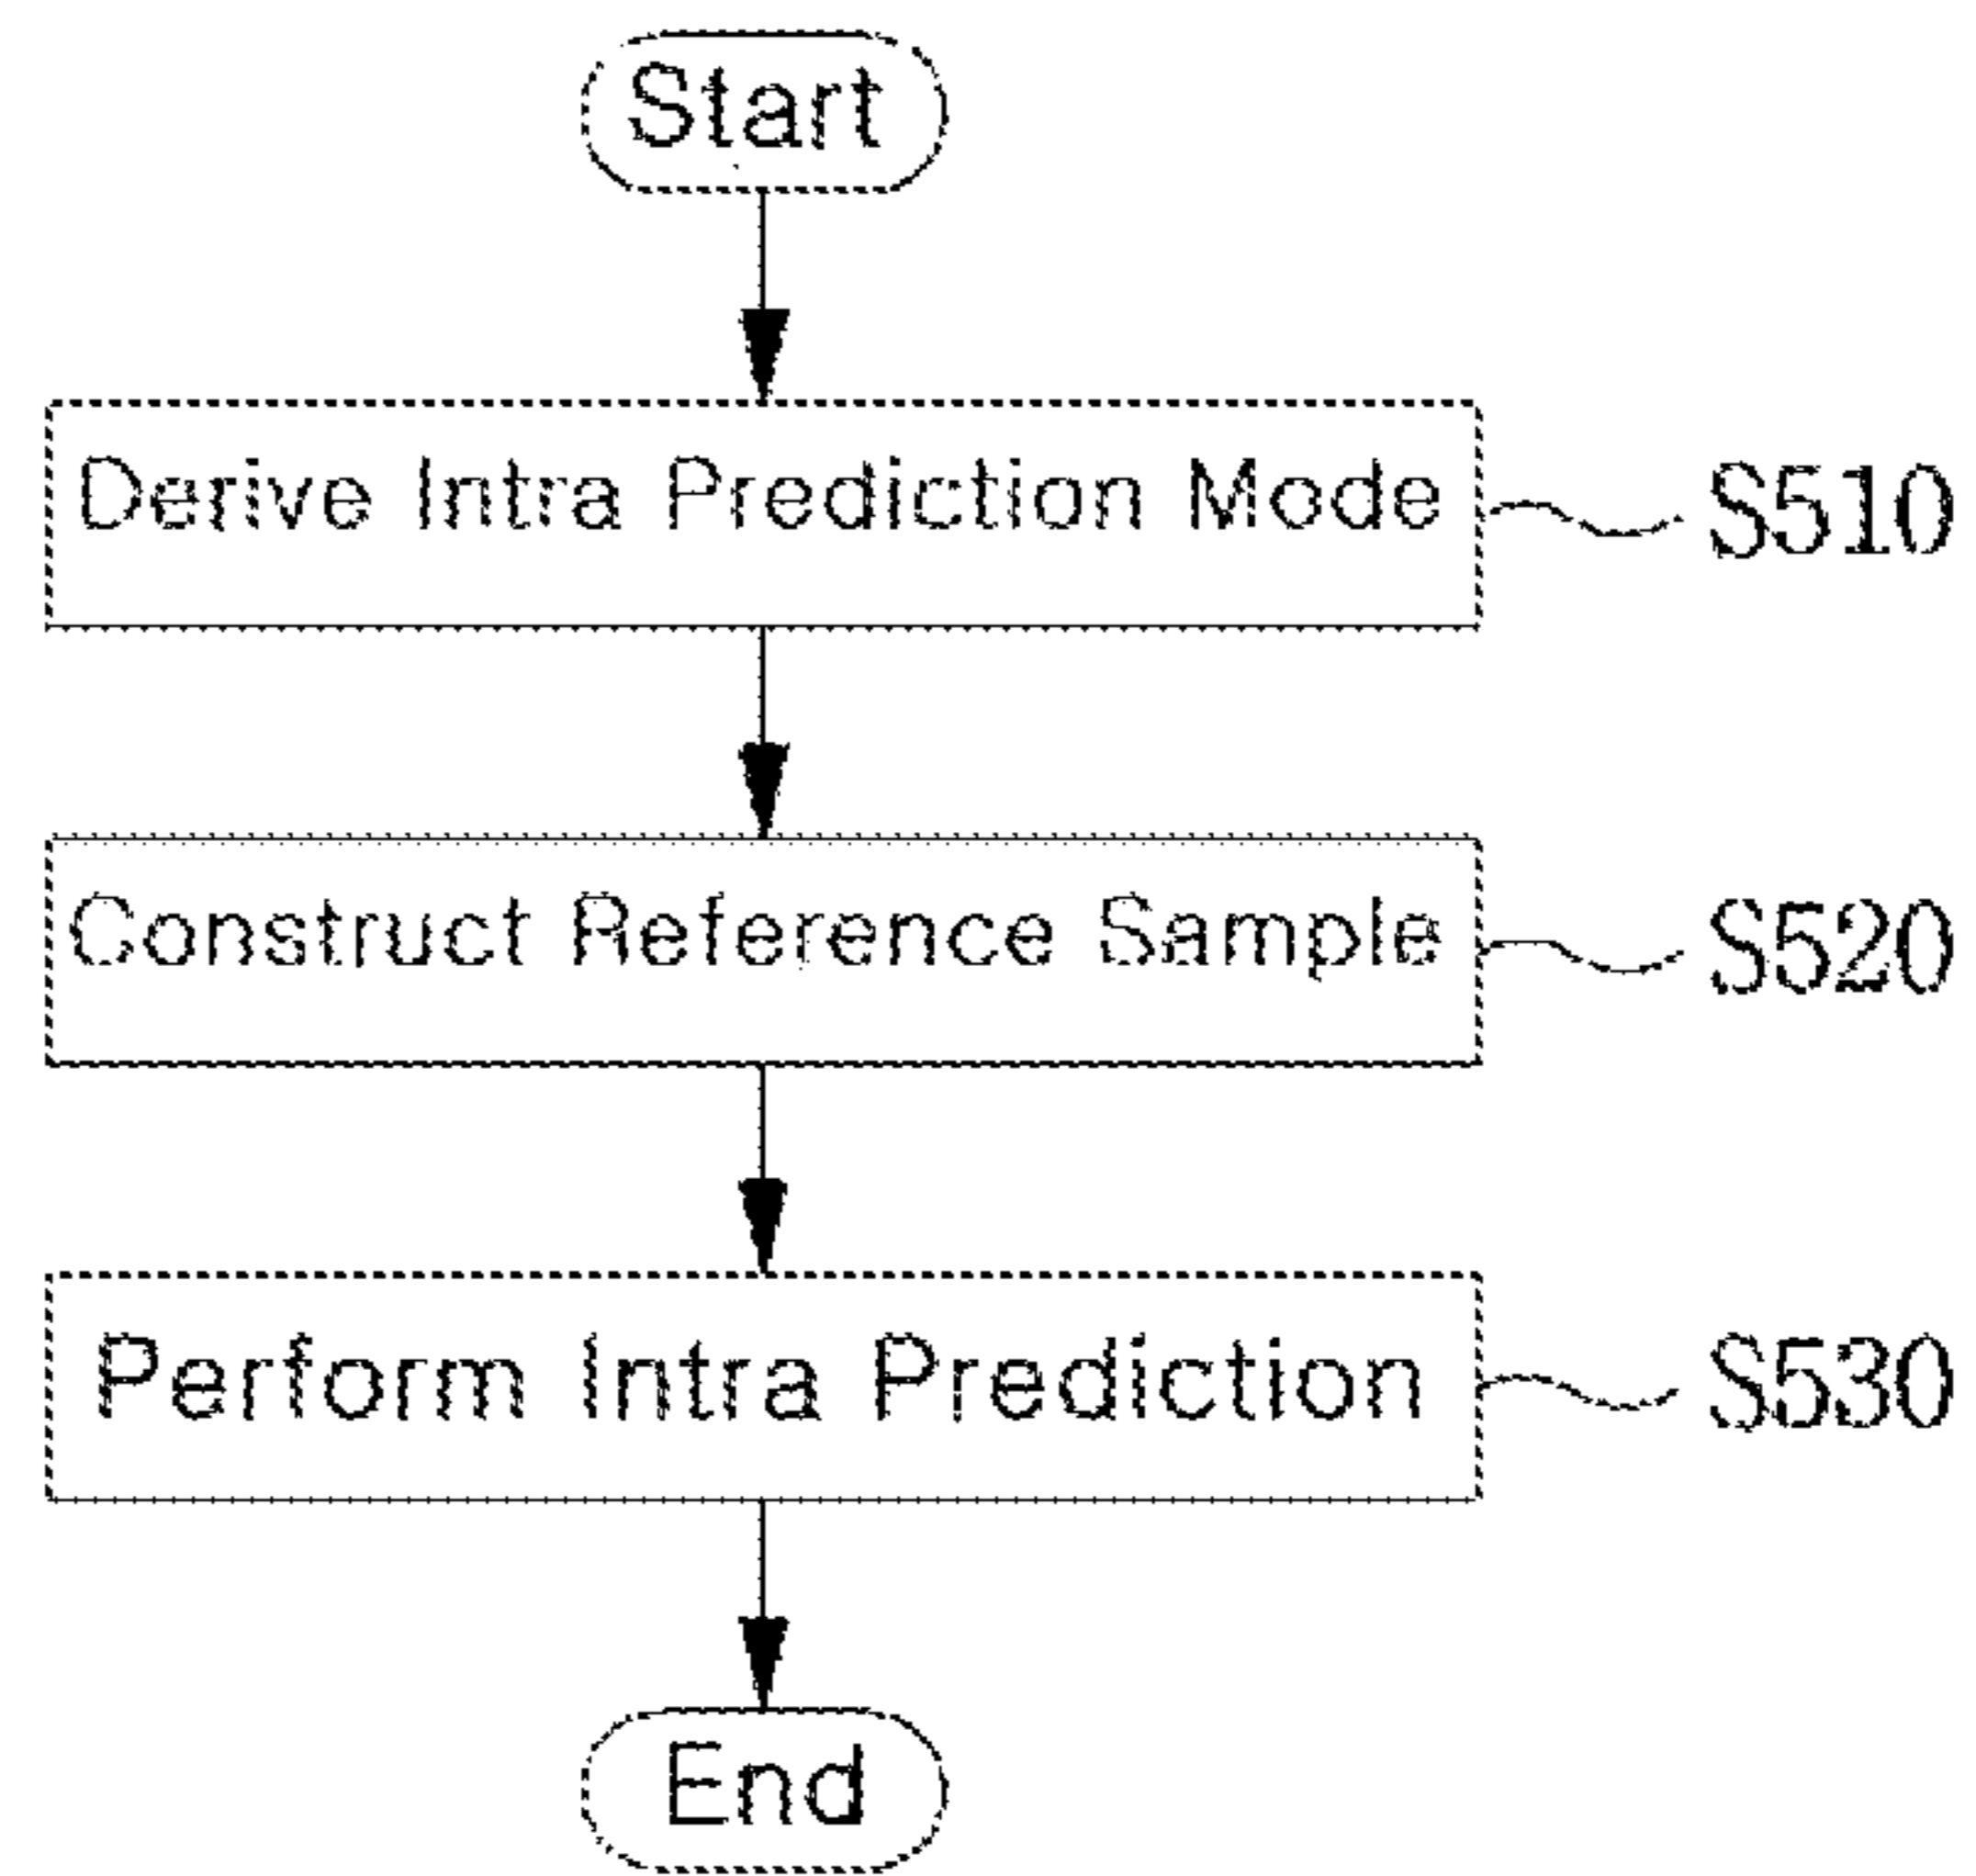 Start
Derive Intra Prediction Mode
S510
Construct Reference Sample
S520
Perform Intra Prediction
S530
End